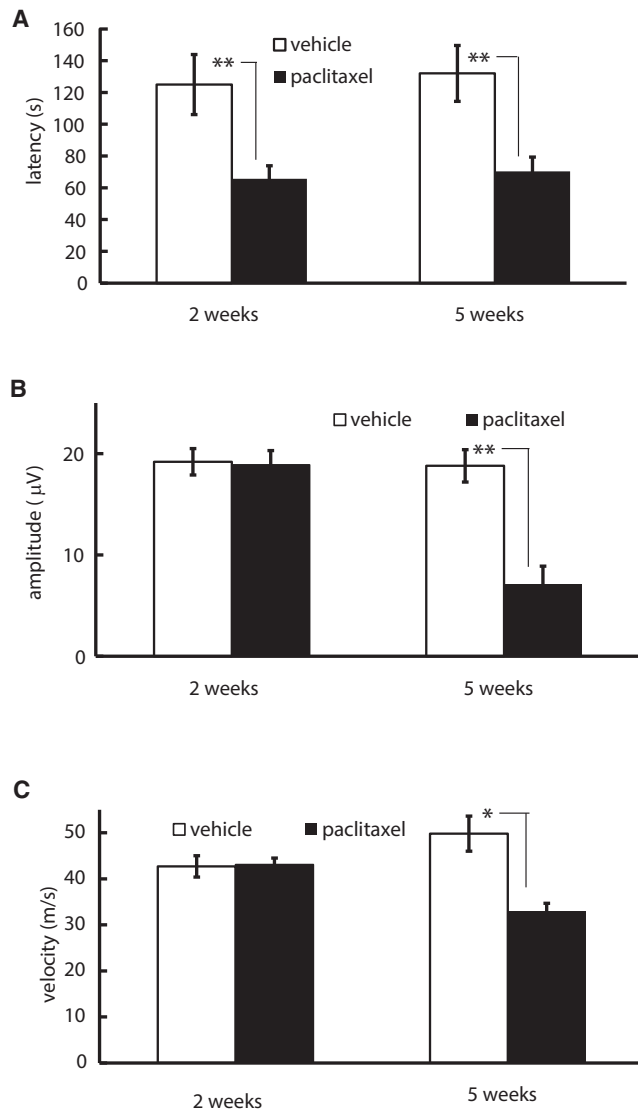 A
latency (s)
160
140
120
100
80
60
40
20
0
vehicle
paclitaxel
**
**
2 weeks
5 weeks
B
amplitude ( μV)
20
10
0
vehicle
paclitaxel
**
2 weeks
5 weeks
C
velocity (m/s)
50
40
30
20
10
0
vehicle
paclitaxel
*
2 weeks
5 weeks